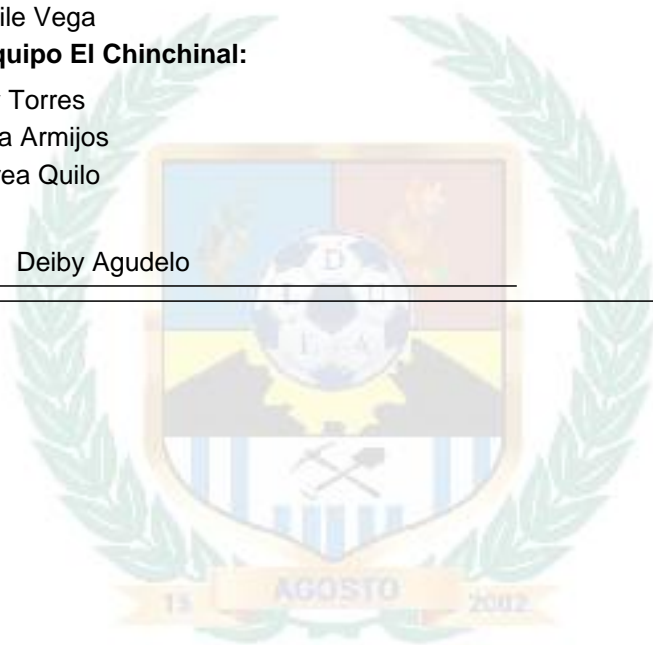 ile Vega
quipo El Chinchinal:
Torres
a Armijos
rea Quilo
Deiby Agudelo
D
L U
E A
AGOSTO
15 2002